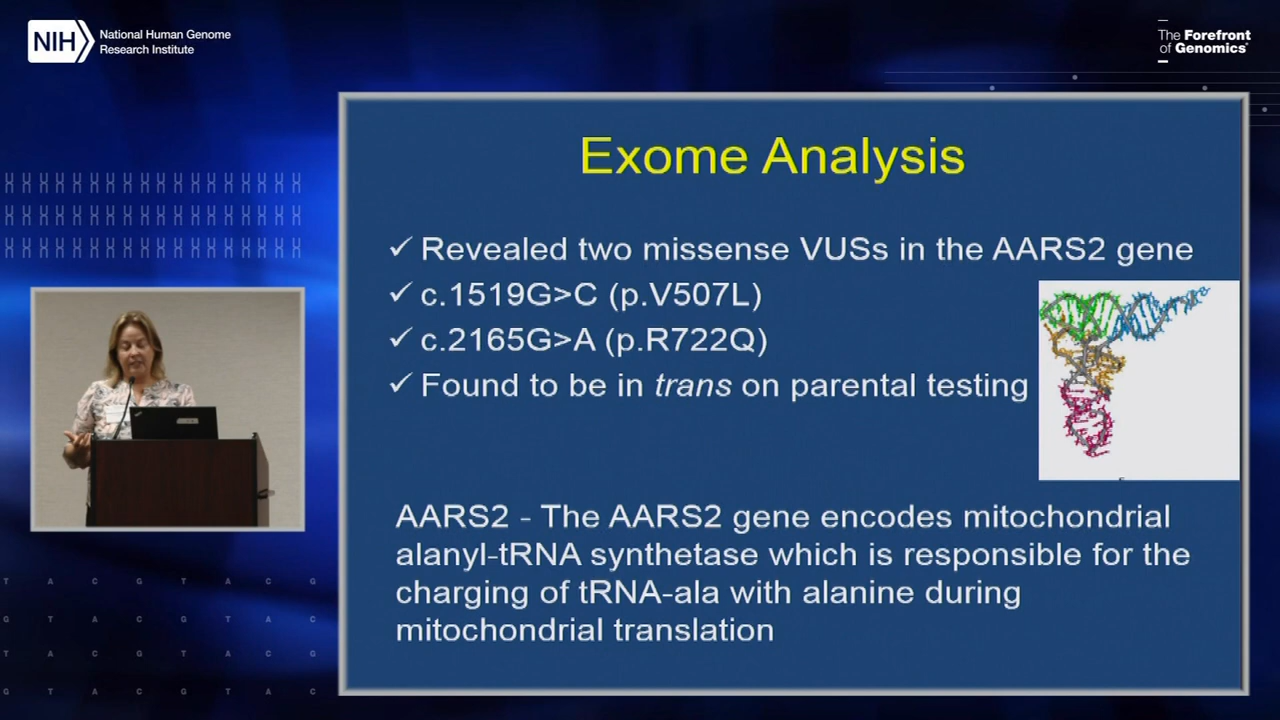 NIH
National Human Genome
Research Institute
The Forefront
of Genomics®
Exome Analysis
✓ Revealed two missense VUSs in the AARS2 gene
✓ c.1519G>C (p.V507L)
✓ c.2165G>A (p.R722Q)
✓ Found to be in trans on parental testing
AARS2 - The AARS2 gene encodes mitochondrial
alanyl-tRNA synthetase which is responsible for the
charging of tRNA-ala with alanine during
mitochondrial translation
T A C G T A C G
G T A C G T A C
T A C G T A C G
G T A C G T A C